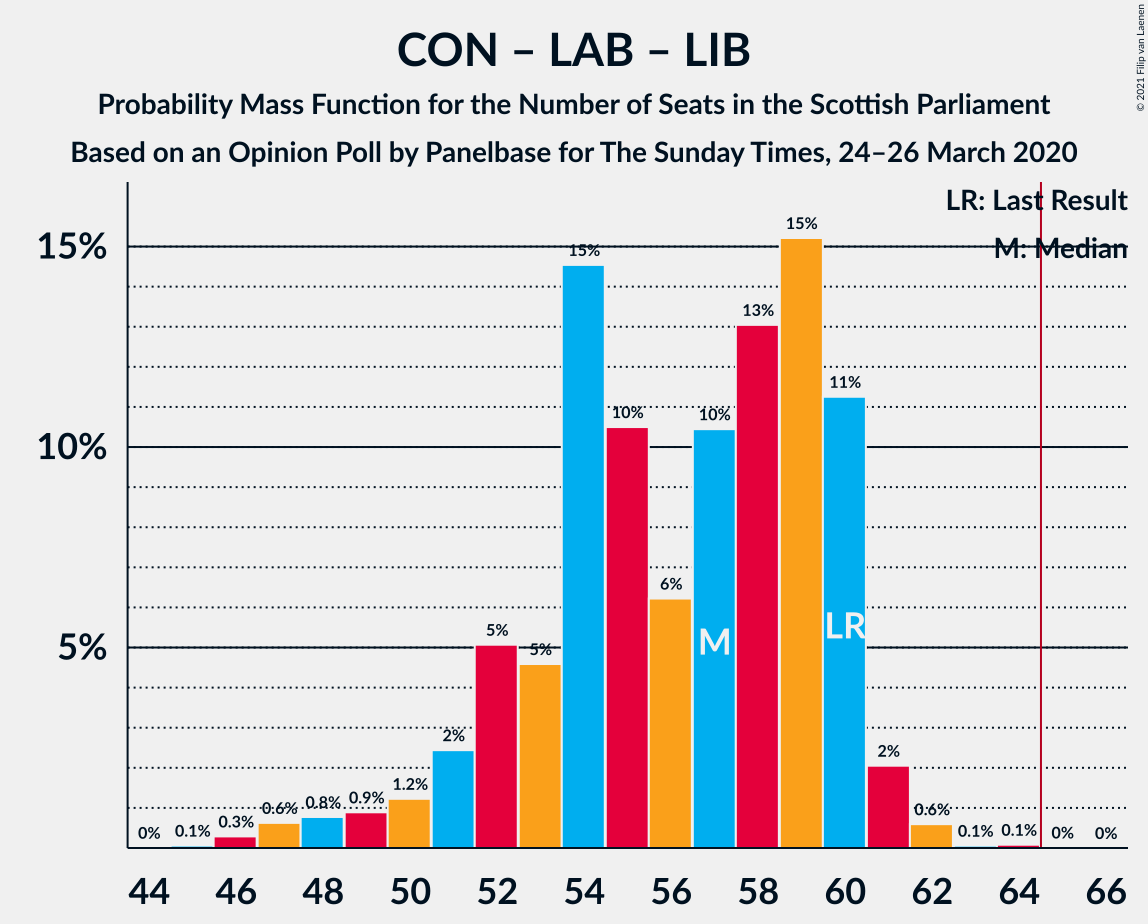 CON – LAB – LIB
Probability Mass Function for the Number of Seats in the Scottish Parliament
Based on an Opinion Poll by Panelbase for The Sunday Times, 24–26 March 2020
© 2021 Filip van Laenen
LR: Last Result
M: Median
15%
10%
5%
0%
0.1%
0.3%
0.6%
0.8%
0.9%
1.2%
2%
5%
5%
15%
10%
6%
10%
13%
15%
11%
2%
0.6%
0.1%
0.1%
0%
0%
M
LR
44 46 48 50 52 54 56 58 60 62 64 66